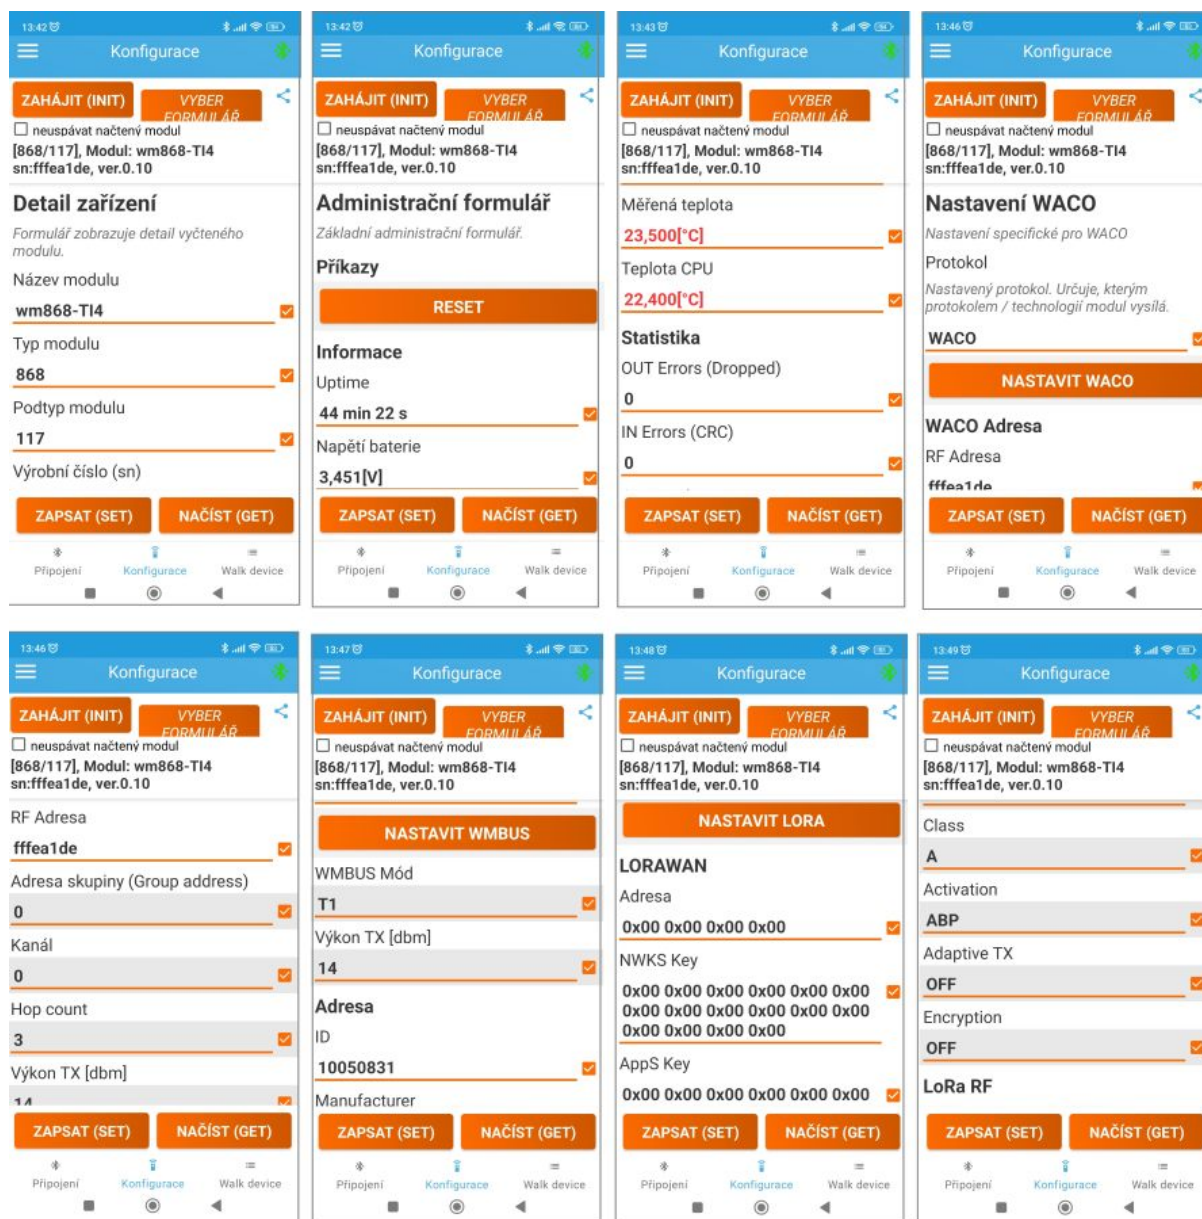 13:42
Konfigurace
ZAHÁJIT (INIT)
VYBER
FORMULÁŘ
neuspávat načtený modul
[868/117], Modul: wm868-TI4
sn:fffea1de, ver.0.10
Detail zařízení
Formulář zobrazuje detail vyčteného
modulu.
Název modulu
wm868-TI4
Typ modulu
868
Podtyp modulu
117
Výrobní číslo (sn)
ZAPSAT (SET)
NAČÍST (GET)
Připojení
Konfigurace
Walk device
13:42
Konfigurace
ZAHÁJIT (INIT)
VYBER
FORMULÁŘ
neuspávat načtený modul
[868/117], Modul: wm868-TI4
sn:fffea1de, ver.0.10
Administrační formulář
Základní administrační formulář.
Příkazy
RESET
Informace
Uptime
44 min 22 s
Napětí baterie
3,451[V]
ZAPSAT (SET)
NAČÍST (GET)
Připojení
Konfigurace
Walk device
13:43
Konfigurace
ZAHÁJIT (INIT)
VYBER
FORMULÁŘ
neuspávat načtený modul
[868/117], Modul: wm868-TI4
sn:fffea1de, ver.0.10
Měřená teplota
23,500[°C]
Teplota CPU
22,400[°C]
Statistika
OUT Errors (Dropped)
0
IN Errors (CRC)
0
ZAPSAT (SET)
NAČÍST (GET)
Připojení
Konfigurace
Walk device
13:46
Konfigurace
ZAHÁJIT (INIT)
VYBER
FORMULÁŘ
neuspávat načtený modul
[868/117], Modul: wm868-TI4
sn:fffea1de, ver.0.10
Nastavení WACO
Nastavení specifické pro WACO
Protokol
Nastavený protokol. Určuje, kterým
protokolem / technologií modul vysílá.
WACO
NASTAVIT WACO
WACO Adresa
RF Adresa
fffea1de
ZAPSAT (SET)
NAČÍST (GET)
Připojení
Konfigurace
Walk device
13:46
Konfigurace
ZAHÁJIT (INIT)
VYBER
FORMULÁŘ
neuspávat načtený modul
[868/117], Modul: wm868-TI4
sn:fffea1de, ver.0.10
RF Adresa
fffea1de
Adresa skupiny (Group address)
0
Kanál
0
Hop count
3
Výkon TX [dbm]
14
ZAPSAT (SET)
NAČÍST (GET)
Připojení
Konfigurace
Walk device
13:47
Konfigurace
ZAHÁJIT (INIT)
VYBER
FORMULÁŘ
neuspávat načtený modul
[868/117], Modul: wm868-TI4
sn:fffea1de, ver.0.10
NASTAVIT WMBUS
WMBUS Mód
T1
Výkon TX [dbm]
14
Adresa
ID
10050831
Manufacturer
ZAPSAT (SET)
NAČÍST (GET)
Připojení
Konfigurace
Walk device
13:48
Konfigurace
ZAHÁJIT (INIT)
VYBER
FORMULÁŘ
neuspávat načtený modul
[868/117], Modul: wm868-TI4
sn:fffea1de, ver.0.10
NASTAVIT LORA
LORAWAN
Adresa
0x00 0x00 0x00 0x00
NWKS Key
0x00 0x00 0x00 0x00 0x00 0x00
0x00 0x00 0x00 0x00 0x00 0x00
0x00 0x00 0x00 0x00
AppS Key
0x00 0x00 0x00 0x00 0x00 0x00
ZAPSAT (SET)
NAČÍST (GET)
Připojení
Konfigurace
Walk device
13:49
Konfigurace
ZAHÁJIT (INIT)
VYBER
FORMULÁŘ
neuspávat načtený modul
[868/117], Modul: wm868-TI4
sn:fffea1de, ver.0.10
Class
A
Activation
ABP
Adaptive TX
OFF
Encryption
OFF
LoRa RF
ZAPSAT (SET)
NAČÍST (GET)
Připojení
Konfigurace
Walk device